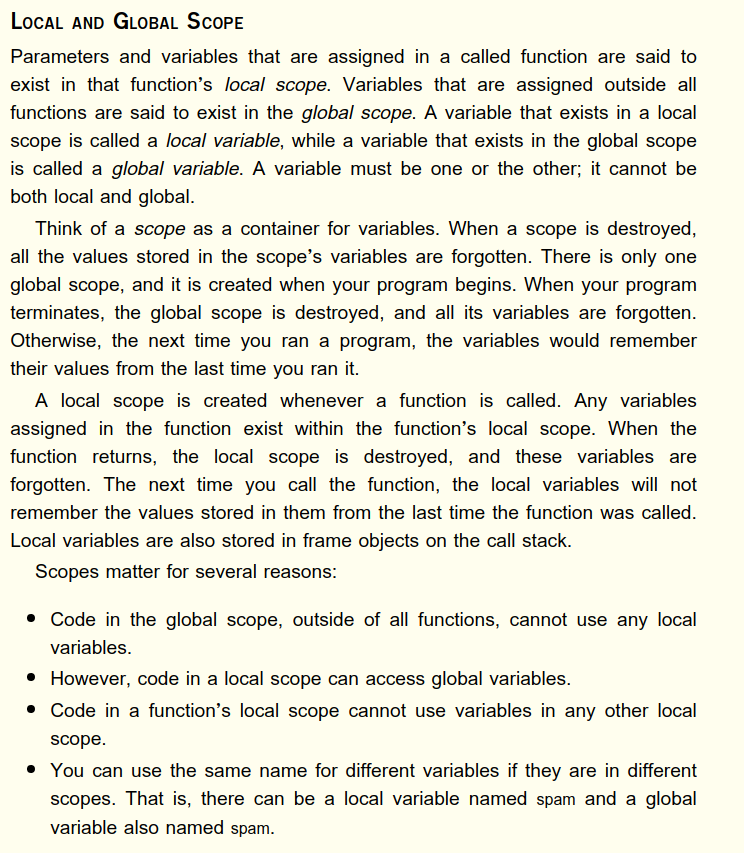 LOCAL AND GLOBAL SCOPE
Parameters and variables that are assigned in a called function are said to
exist in that function’s local scope. Variables that are assigned outside all
functions are said to exist in the global scope. A variable that exists in a local
scope is called a local variable, while a variable that exists in the global scope
is called a global variable. A variable must be one or the other; it cannot be
both local and global.
Think of a scope as a container for variables. When a scope is destroyed,
all the values stored in the scope’s variables are forgotten. There is only one
global scope, and it is created when your program begins. When your program
terminates, the global scope is destroyed, and all its variables are forgotten.
Otherwise, the next time you ran a program, the variables would remember
their values from the last time you ran it.
A local scope is created whenever a function is called. Any variables
assigned in the function exist within the function’s local scope. When the
function returns, the local scope is destroyed, and these variables are
forgotten. The next time you call the function, the local variables will not
remember the values stored in them from the last time the function was called.
Local variables are also stored in frame objects on the call stack.
Scopes matter for several reasons:
• Code in the global scope, outside of all functions, cannot use any local
variables.
• However, code in a local scope can access global variables.
• Code in a function’s local scope cannot use variables in any other local
scope.
• You can use the same name for different variables if they are in different
scopes. That is, there can be a local variable named spam and a global
variable also named spam.